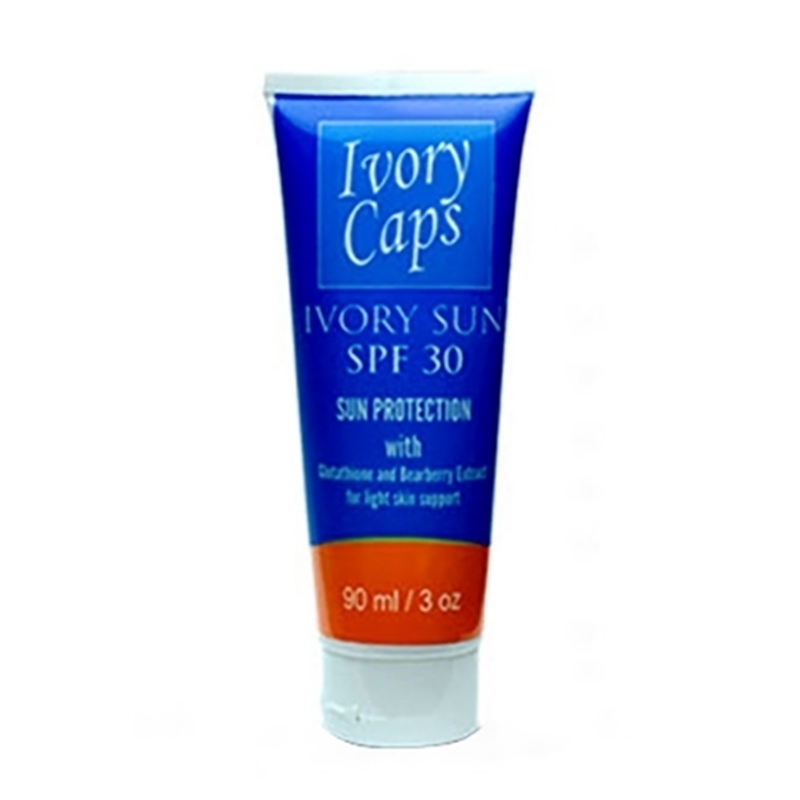 Ivory
Caps
IVORY SUN
SPF 30
SUN PROTECTION
with
Glutathione and Bearberry Extract
for light skin support
90 ml / 3 oz